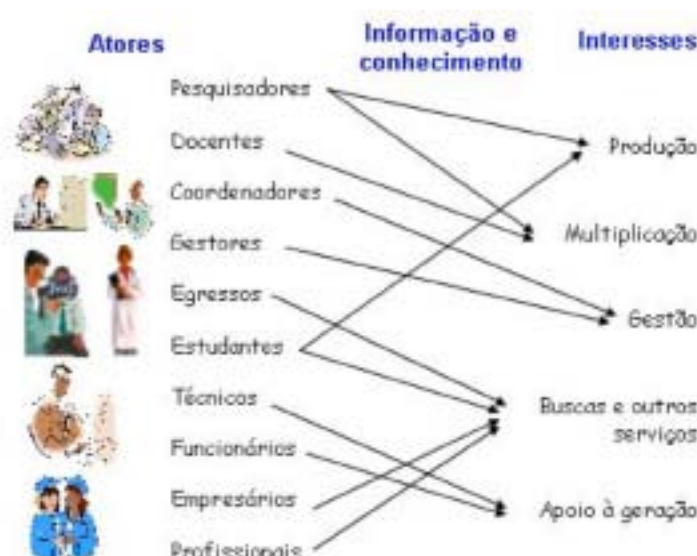 Atores
Informação e
conhecimento
Interesses
Pesquisadores
Docentes
Coordenadores
Gestores
Egressos
Estudantes
Técnicos
Funcionários
Empresários
Profissionais
Produção
Multiplicação
Gestão
Buscas e outros
serviços
Apoio à geração